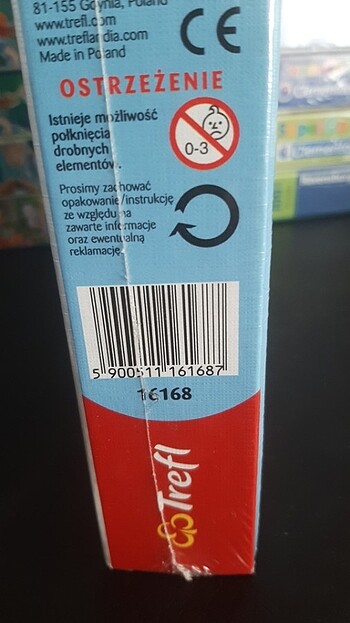 81-155 Gdynia, Poland
www.trefl.com
www.treflandia.com
Made in Poland
CE
OSTRZEŻENIE
Istnieje możliwość
połknięcia
drobnych
elementów.
0-3
Prosimy zachować
opakowanie/instrukcję
ze względu na
zawarte informacje
oraz ewentualną
reklamację.
5 900511 161687
16168
Trefl